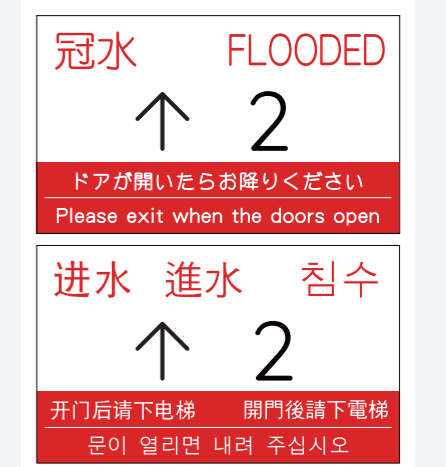 冠水 FLOODED
↑ 2
ドアが開いたらお降りください
Please exit when the doors open
进水 進水 침수
↑ 2
开门后请下电梯 開門後請下電梯
문이 열리면 내려 주십시오